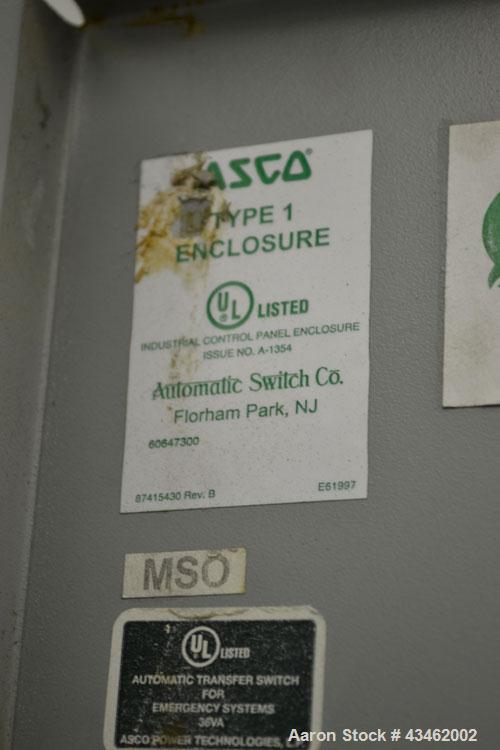 ASCO®
TYPE 1
ENCLOSURE
UL ® LISTED
INDUSTRIAL CONTROL PANEL ENCLOSURE
ISSUE NO. A-1354
Automatic Switch Co.
Florham Park, NJ
60647300
87415430 Rev. B E61997
MSO
UL LISTED
AUTOMATIC TRANSFER SWITCH
FOR
EMERGENCY SYSTEMS
36VA
ASCO POWER TECHNOLOGIES,
Aaron Stock # 43462002